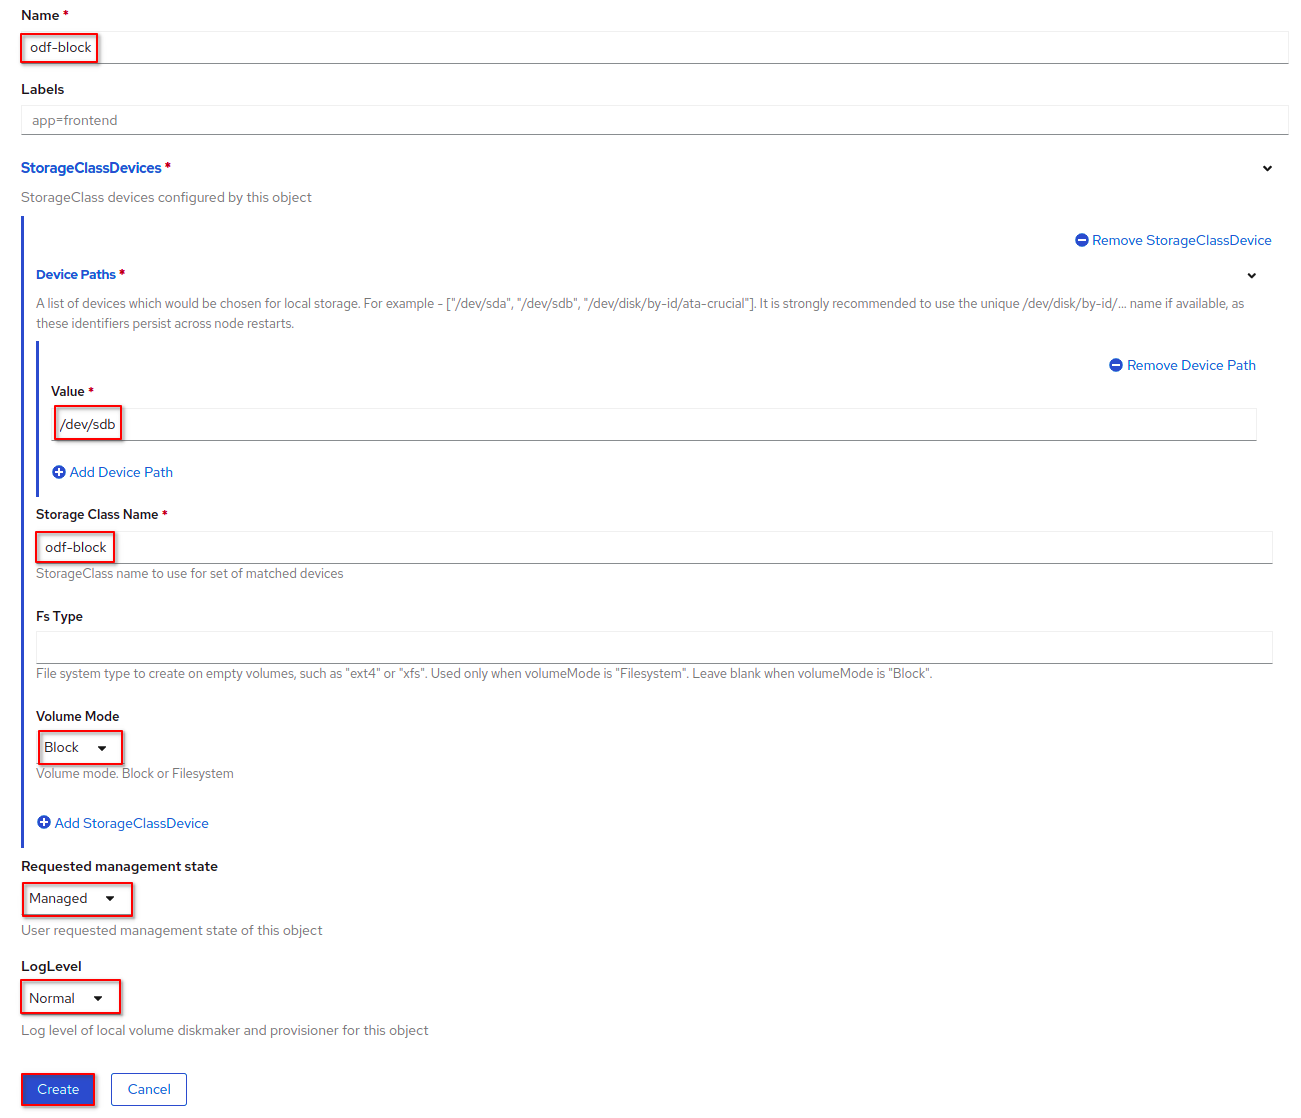 Name *
odf-block
Labels
app=frontend
StorageClassDevices *
StorageClass devices configured by this object
Remove StorageClassDevice
Device Paths *
A list of devices which would be chosen for local storage. For example - ["/dev/sda", "/dev/sdb", "/dev/disk/by-id/ata-crucial"]. It is strongly recommended to use the unique /dev/disk/by-id/... name if available, as
these identifiers persist across node restarts.
Remove Device Path
Value *
/dev/sdb
Add Device Path
Storage Class Name *
odf-block
StorageClass name to use for set of matched devices
Fs Type
File system type to create on empty volumes, such as "ext4" or "xfs". Used only when volumeMode is "Filesystem". Leave blank when volumeMode is "Block".
Volume Mode
Block
Volume mode. Block or Filesystem
Add StorageClassDevice
Requested management state
Managed
User requested management state of this object
LogLevel
Normal
Log level of local volume diskmaker and provisioner for this object
Create Cancel